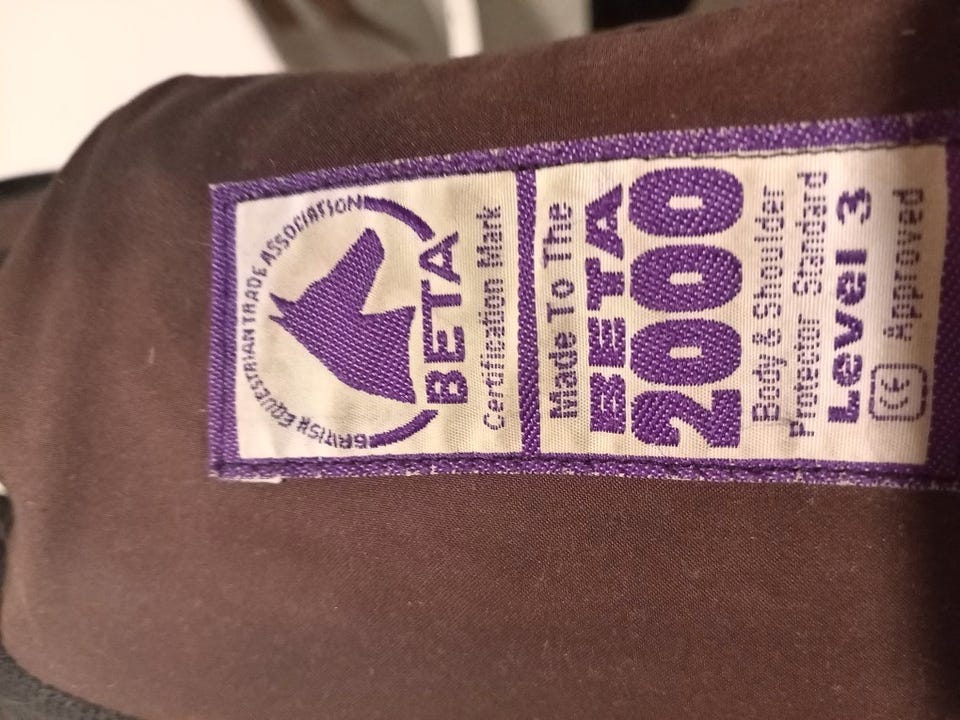 BRITISH EQUESTRIAN TRADE ASSOCIATION
BETA
Certification Mark
Made To The
BETA
2000
Body & Shoulder
Protector Standard
Level 3
CE Approved